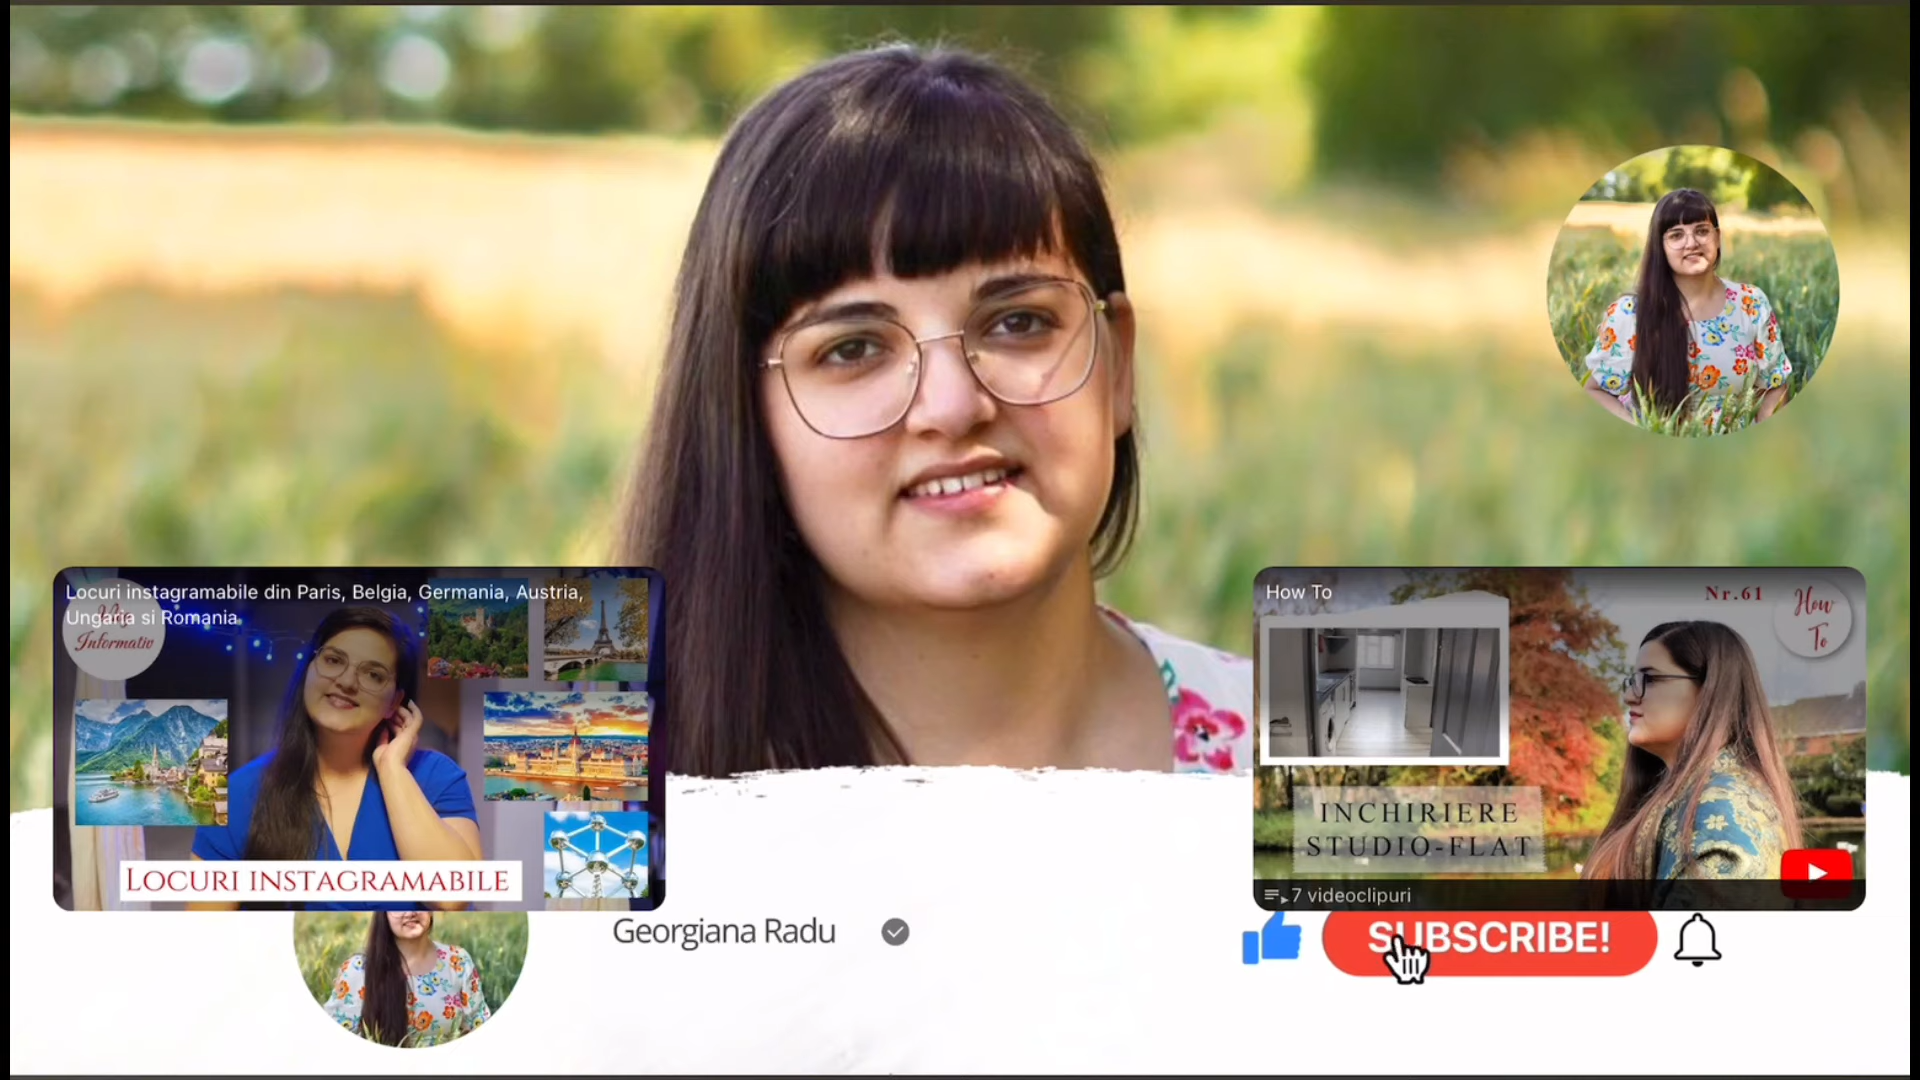 Locuri instagramabile din Paris, Belgia, Germania, Austria,
Ungaria si Romania
Informativ
LOCURI INSTAGRAMABILE
How To
Nr.61
How
To
INCHIRIERE
STUDIO-FLAT
7 videoclipuri
Georgiana Radu
SUBSCRIBE!